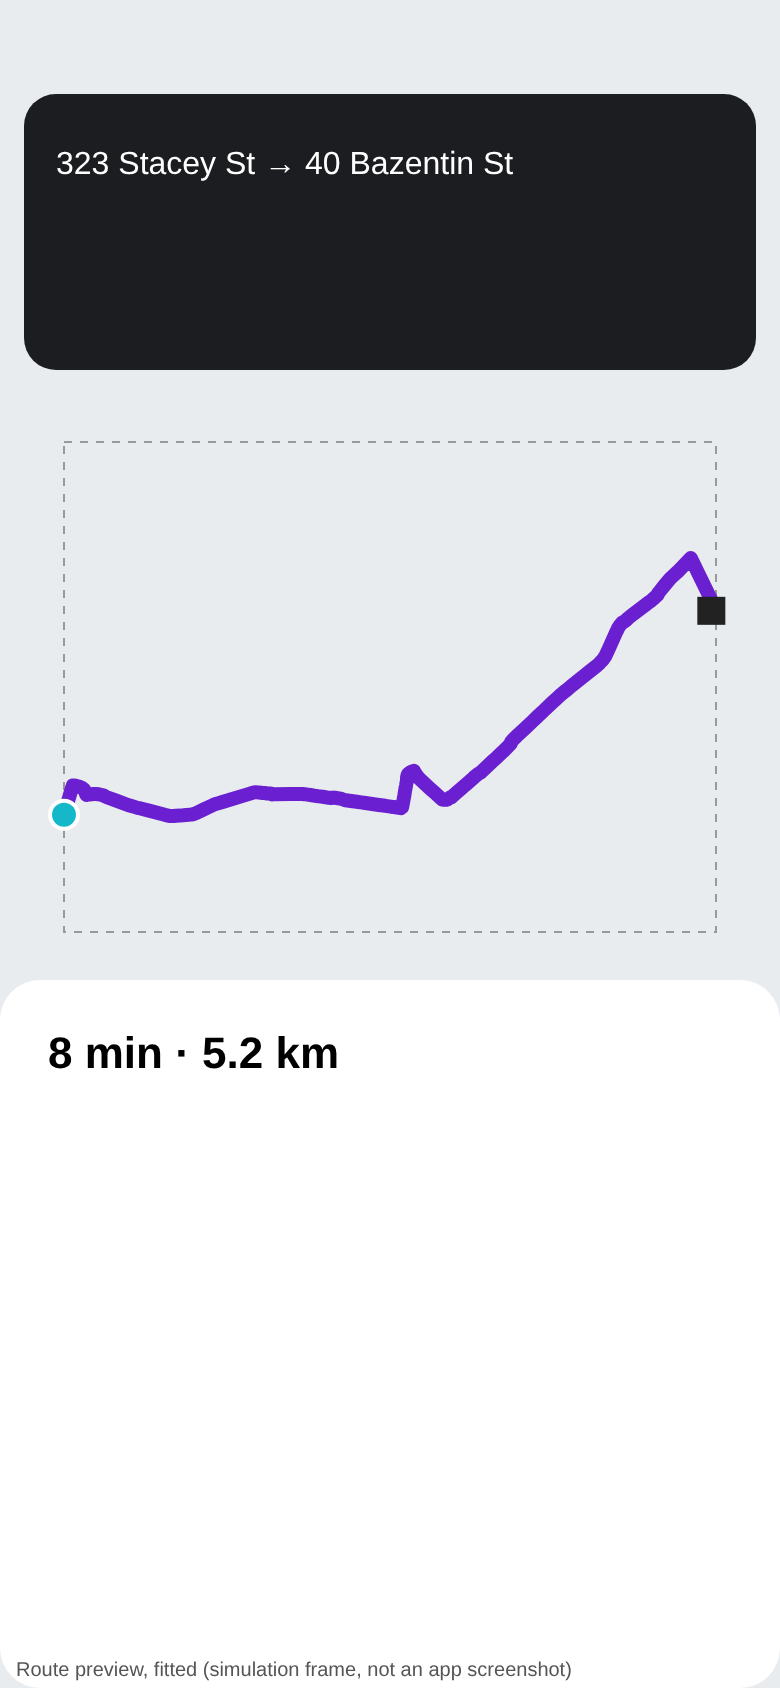 323 Stacey St → 40 Bazentin St
8 min · 5.2 km
Route preview, fitted (simulation frame, not an app screenshot)